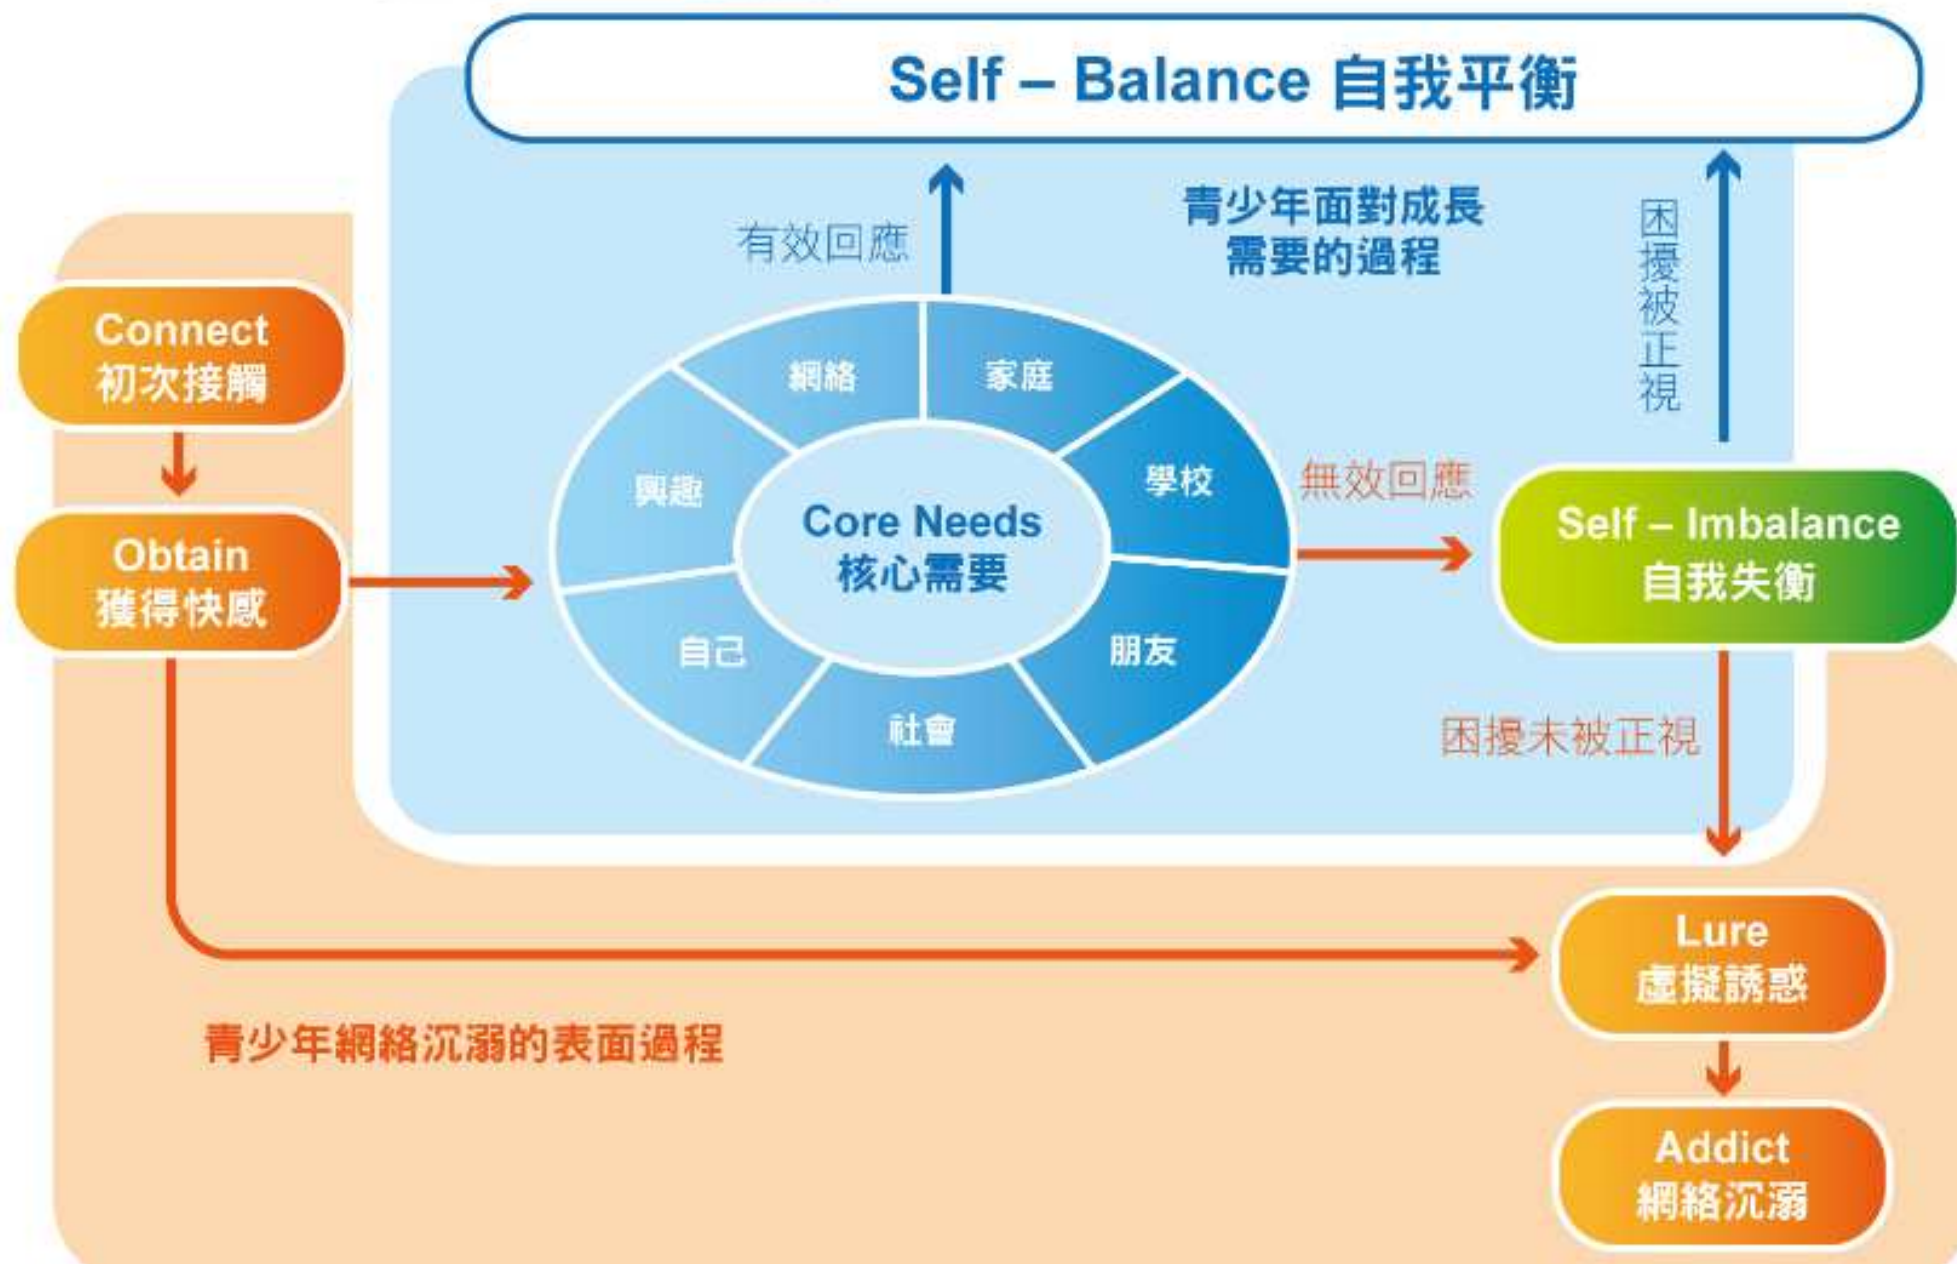 Self – Balance 自我平衡
青少年面對成長
需要的過程
有效回應
困擾被正視
Connect
初次接觸
網絡
家庭
興趣
學校
Core Needs
核心需要
無效回應
Self – Imbalance
自我失衡
Obtain
獲得快感
自己
朋友
社會
困擾未被正視
Lure
虛擬誘惑
青少年網絡沉溺的表面過程
Addict
網絡沉溺